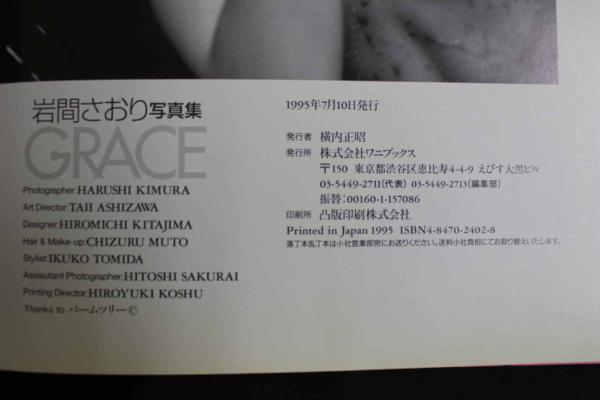 岩間さおり写真集
GRACE
Photographer:HARUSHI KIMURA
Art Director:TAII ASHIZAWA
Designer:HIROMICHI KITAJIMA
Hair & Make-up:CHIZURU MUTO
Stylist:IKUKO TOMIDA
Assisutant Photographer:HITOSHI SAKURAI
Printing Director:HIROYUKI KOSHU
Thanks to パームツリー©
1995年7月10日発行
発行者 横内正昭
発行所 株式会社ワニブックス
〒150 東京都渋谷区恵比寿4-4-9 えびす大黒ビル
03-5449-2711(代表) 03-5449-2713(編集部)
振替:00160-1-157086
印刷所 凸版印刷株式会社
Printed in Japan 1995 ISBN4-8470-2402-8
落丁本乱丁本は小社営業部宛にお送りください。送料小社負担にてお取り替えいたします。